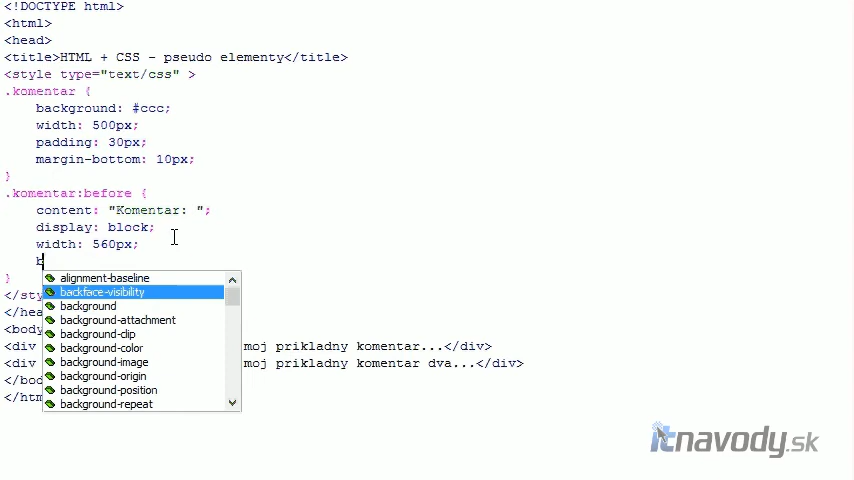 <!DOCTYPE html>
<html>
<head>
<title>HTML + CSS - pseudo elementy</title>
<style type="text/css" >
.komentar {
background: #ccc;
width: 500px;
padding: 30px;
margin-bottom: 10px;
}
.komentar:before {
content: "Komentar: ";
display: block;
width: 560px;
b
}
alignment-baseline
backface-visibility
background
background-attachment
background-clip
background-color
background-image
background-origin
background-position
background-repeat
</sty
</hea
<body
<div moj prikladny komentar...</div>
<div moj prikladny komentar dva...</div>
</bod
</htm
itnavody.sk